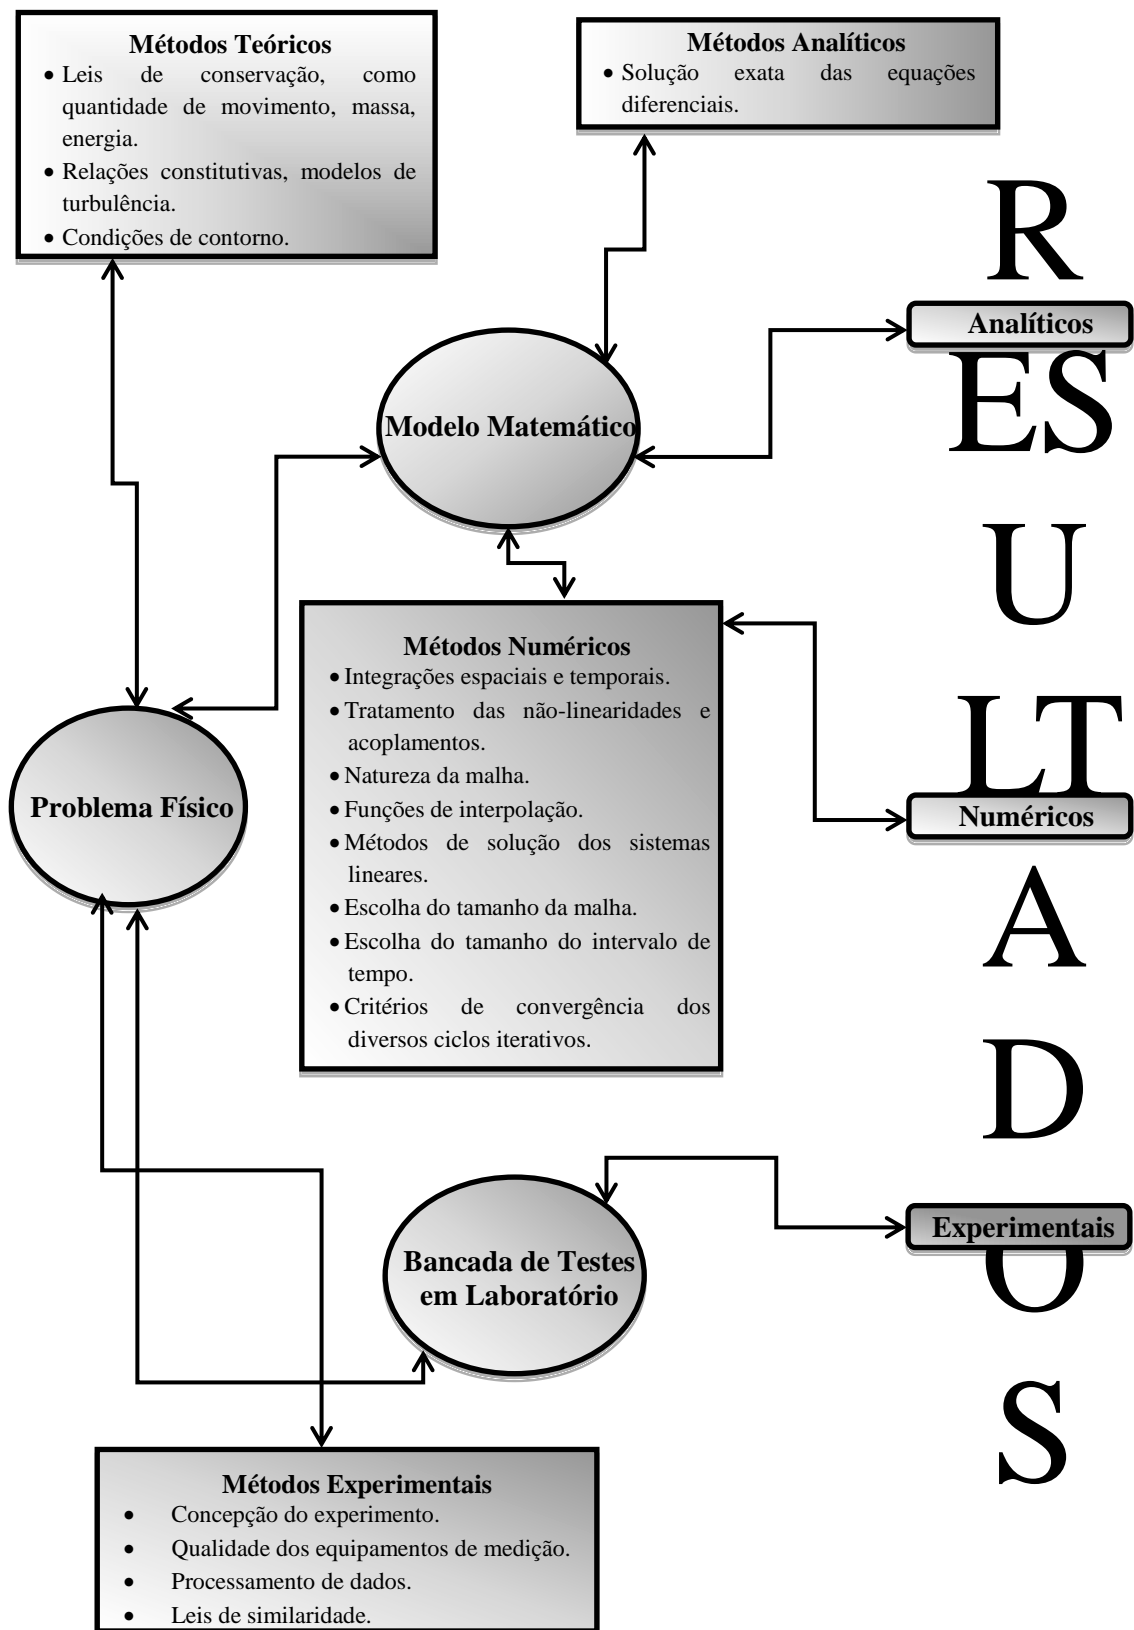 Métodos Teóricos
• Leis de conservação, como
quantidade de movimento, massa,
energia.
• Relações constitutivas, modelos de
turbulência.
• Condições de contorno.
Métodos Analíticos
• Solução exata das equações
diferenciais.
R
Analíticos
ES
U
LT
Numéricos
A
D
Experimentais
O
S
Modelo Matemático
Métodos Numéricos
• Integrações espaciais e temporais.
• Tratamento das não-linearidades e
acoplamentos.
• Natureza da malha.
• Funções de interpolação.
• Métodos de solução dos sistemas
lineares.
• Escolha do tamanho da malha.
• Escolha do tamanho do intervalo de
tempo.
• Critérios de convergência dos
diversos ciclos iterativos.
Problema Físico
Bancada de Testes
em Laboratório
Métodos Experimentais
• Concepção do experimento.
• Qualidade dos equipamentos de medição.
• Processamento de dados.
• Leis de similaridade.